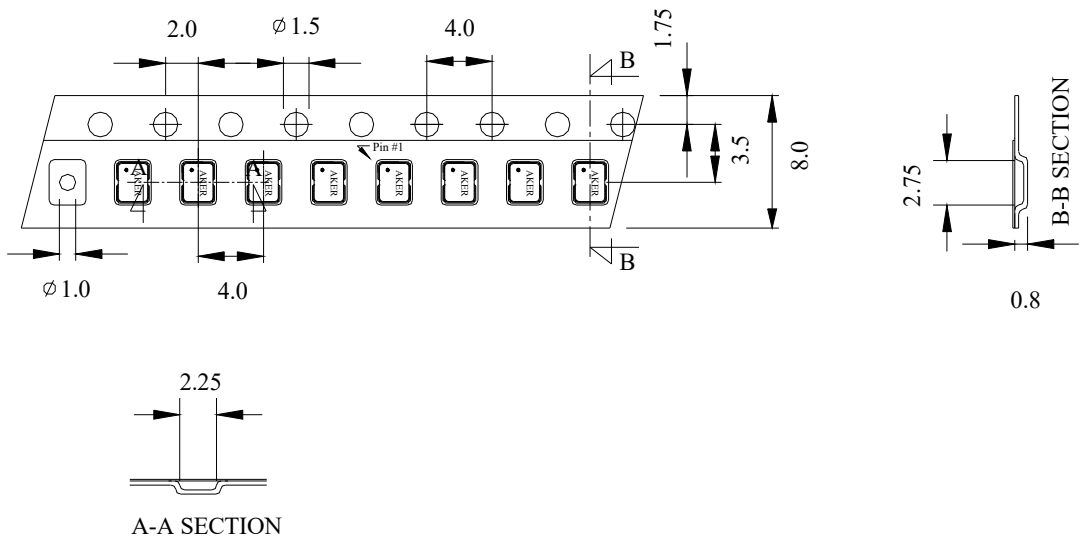 2.0
⌀1.5
4.0
1.75
B
Pin #1
3.5
8.0
A
A
AKER
AKER
AKER
AKER
AKER
AKER
AKER
AKER
B
⌀1.0
4.0
2.75
B-B SECTION
0.8
2.25
A-A SECTION